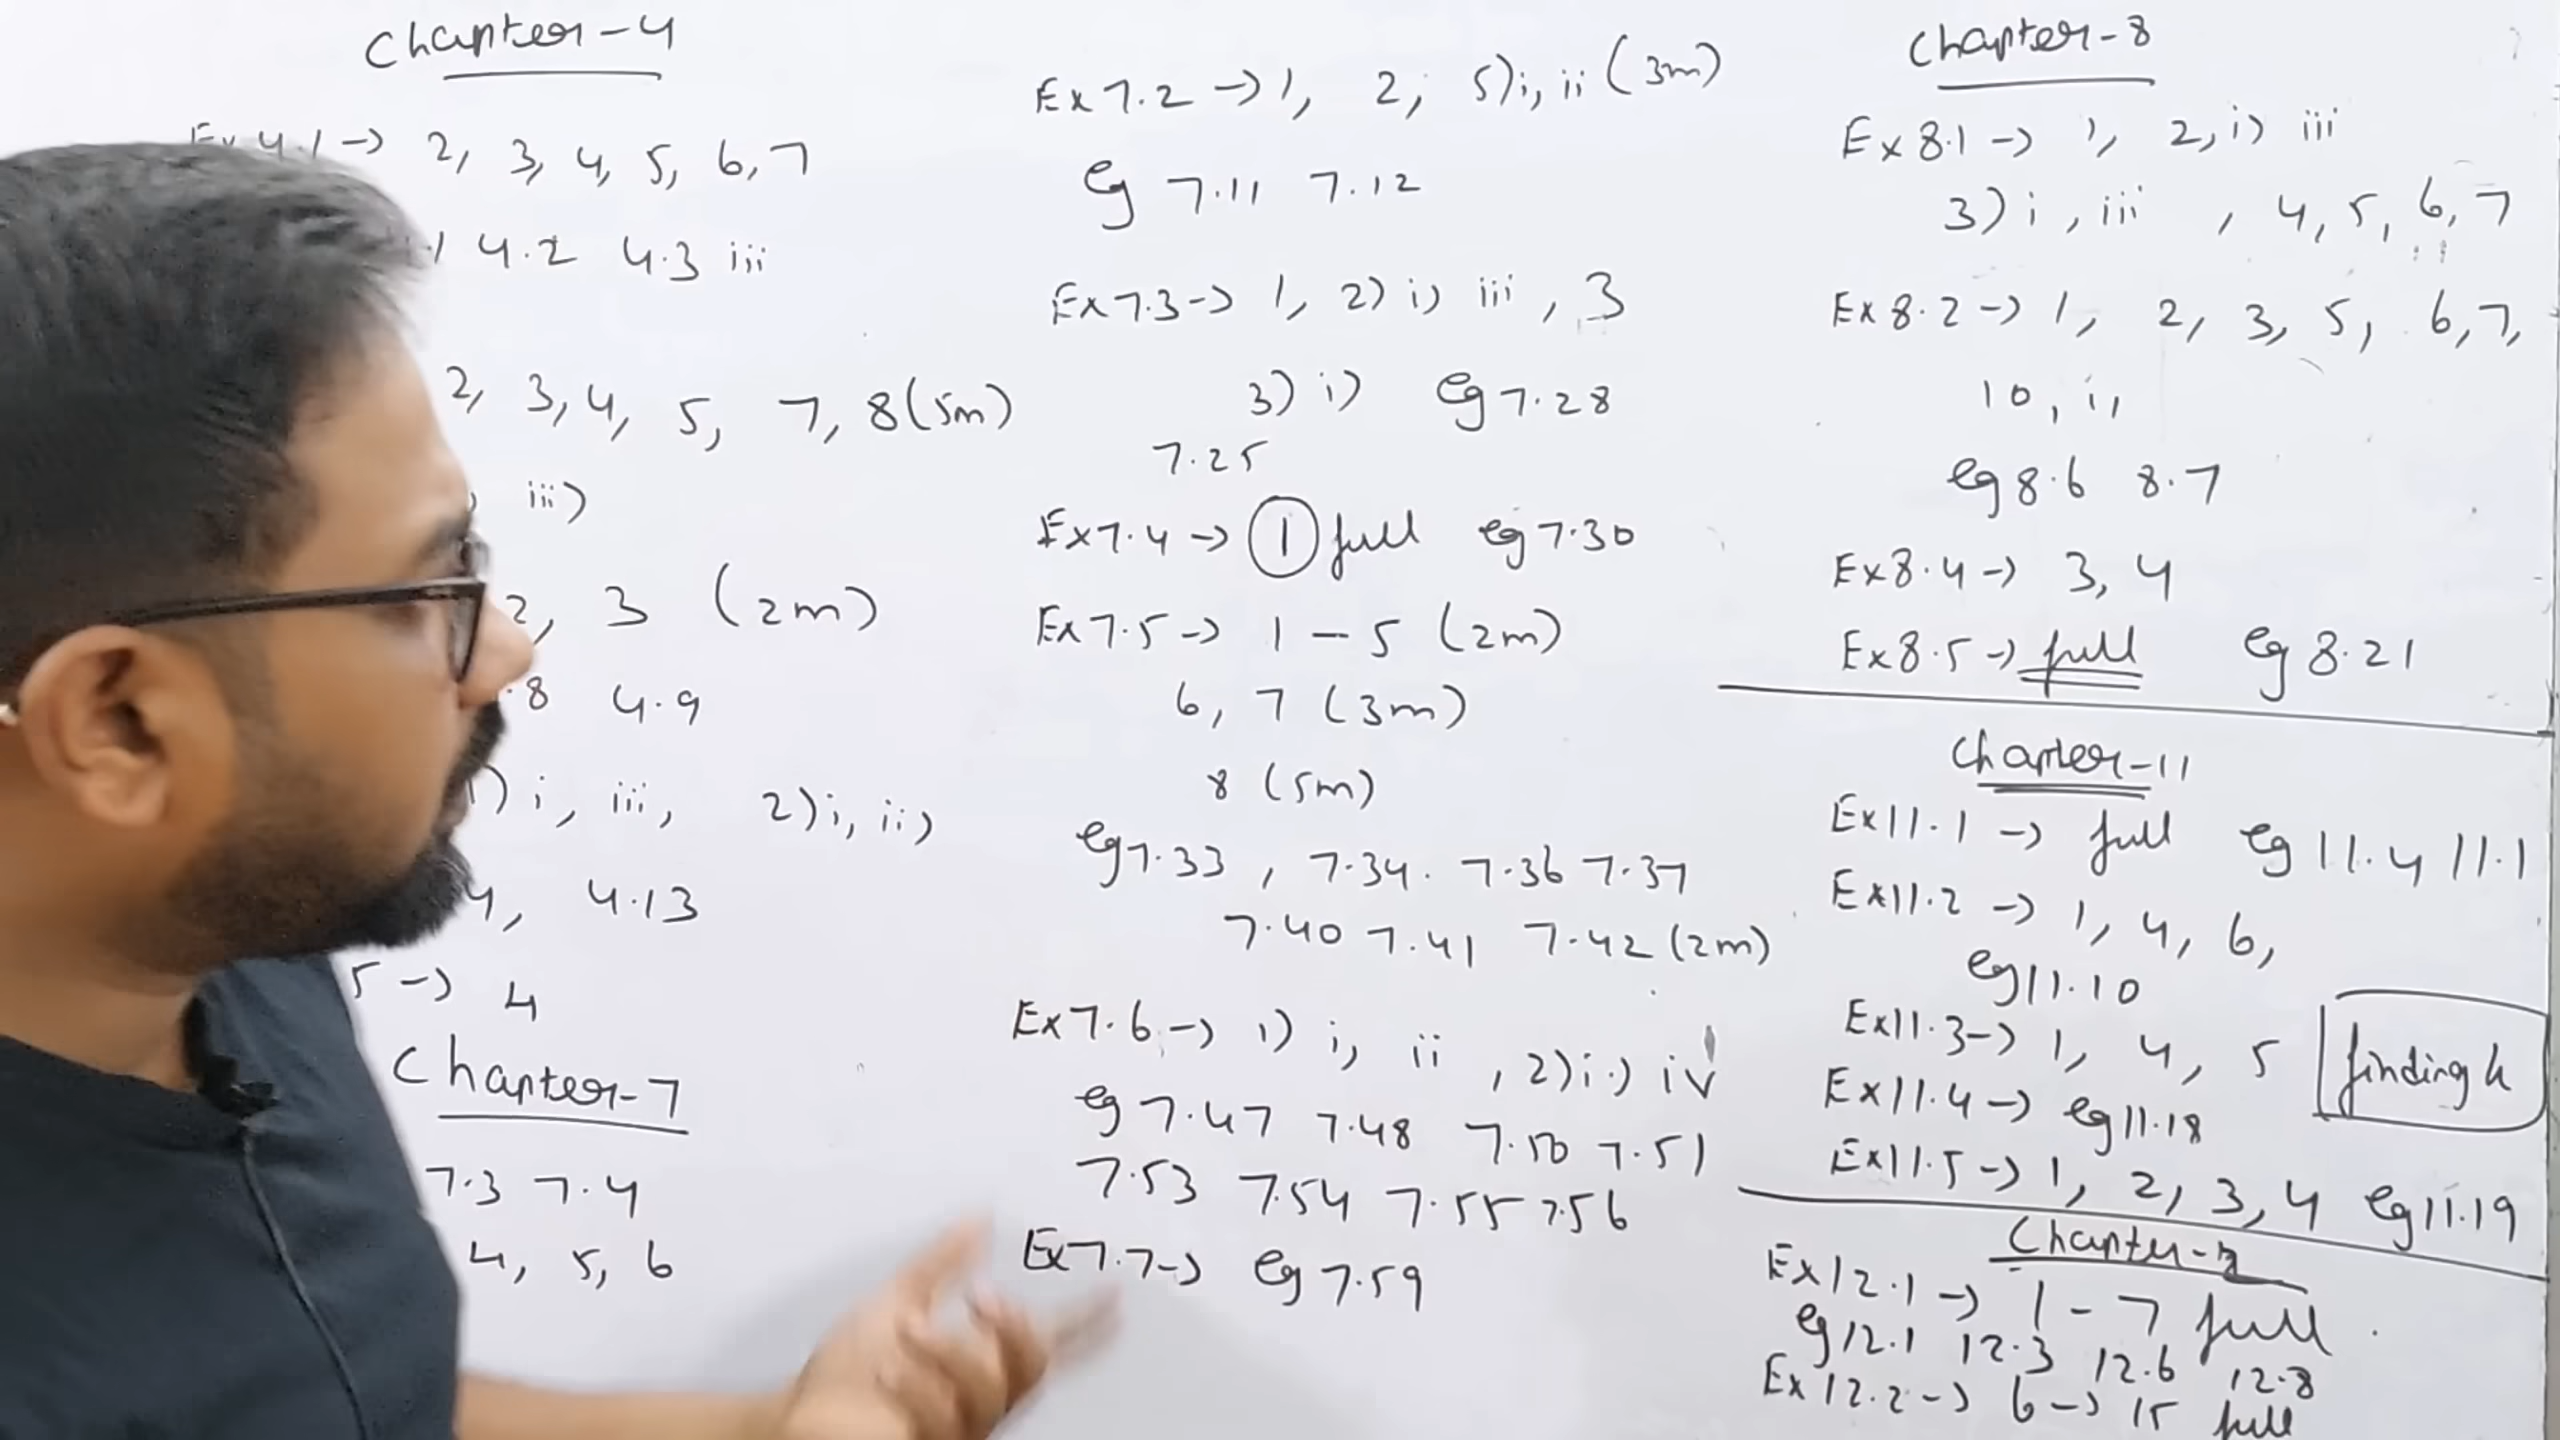 Chapter-4
Ex 4.1 -> 2, 3, 4, 5, 6, 7
4.2 4.3 iii
2, 3, 4, 5, 7, 8 (5m)
iii)
2, 3 (2m)
.8 4.9
1) i, iii, 2) i, ii)
4, 4.13
5 -> 4
Chapter-7
7.3 7.4
4, 5, 6
Ex 7.2 -> 1, 2, 5) i, ii (3m)
eg 7.11 7.12
Ex 7.3 -> 1, 2) i) iii, 3
3) i) eg 7.28
7.25
Ex 7.4 -> 1 full eg 7.30
Ex 7.5 -> 1 - 5 (2m)
6, 7 (3m)
8 (5m)
eg 7.33, 7.34. 7.36 7.37
7.40 7.41 7.42 (2m)
Ex 7.6 -> 1) i, ii, 2) i) iv
eg 7.47 7.48 7.50 7.51
7.53 7.54 7.55 7.56
Ex 7.7 -> eg 7.59
Chapter-8
Ex 8.1 -> 1, 2, i) iii
3) i, iii, 4, 5, 6, 7
Ex 8.2 -> 1, 2, 3, 5, 6, 7,
10, i,
eg 8.6 8.7
Ex 8.4 -> 3, 4
Ex 8.5 -> full eg 8.21
Chapter-11
Ex 11.1 -> full eg 11.4 11.1
Ex 11.2 -> 1, 4, 6,
eg 11.10
Ex 11.3 -> 1, 4, 5
finding k
Ex 11.4 -> eg 11.18
Ex 11.5 -> 1, 2, 3, 4 eg 11.19
Chapter-12
Ex 12.1 -> 1 - 7 full
eg 12.1 12.3 12.6 12.8
Ex 12.2 -> 6 -> 15 full